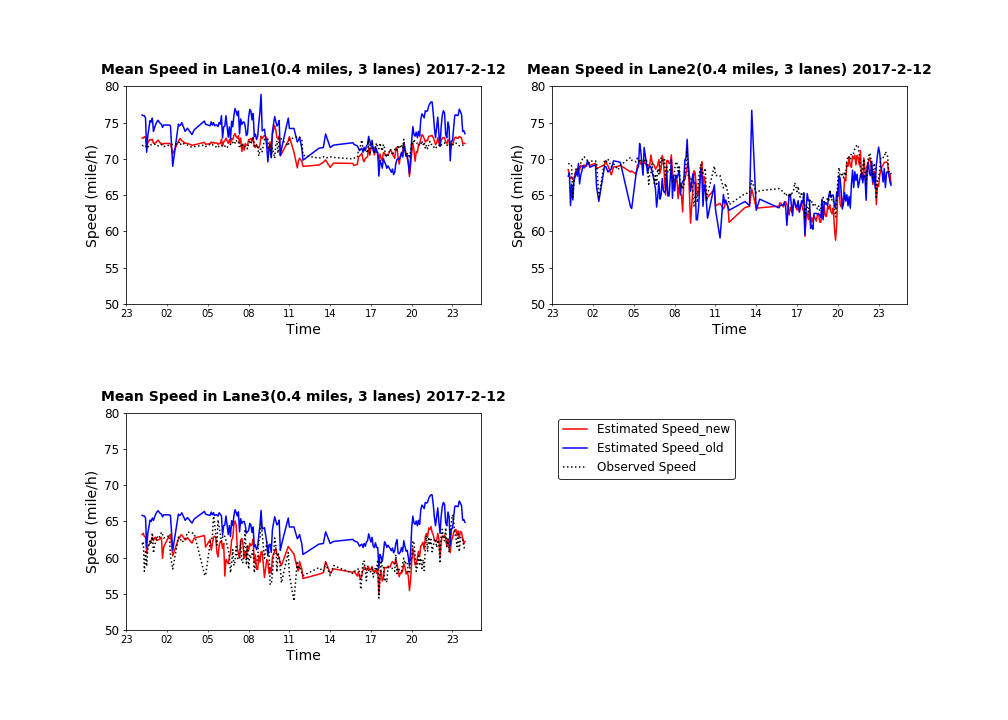 Mean Speed in Lane1(0.4 miles, 3 lanes) 2017-2-12
80
75
70
65
60
55
50
Speed (mile/h)
23 02 05 08 11 14 17 20 23
Time
Mean Speed in Lane2(0.4 miles, 3 lanes) 2017-2-12
80
75
70
65
60
55
50
Speed (mile/h)
23 02 05 08 11 14 17 20 23
Time
Mean Speed in Lane3(0.4 miles, 3 lanes) 2017-2-12
80
75
70
65
60
55
50
Speed (mile/h)
23 02 05 08 11 14 17 20 23
Time
Estimated Speed_new
Estimated Speed_old
Observed Speed